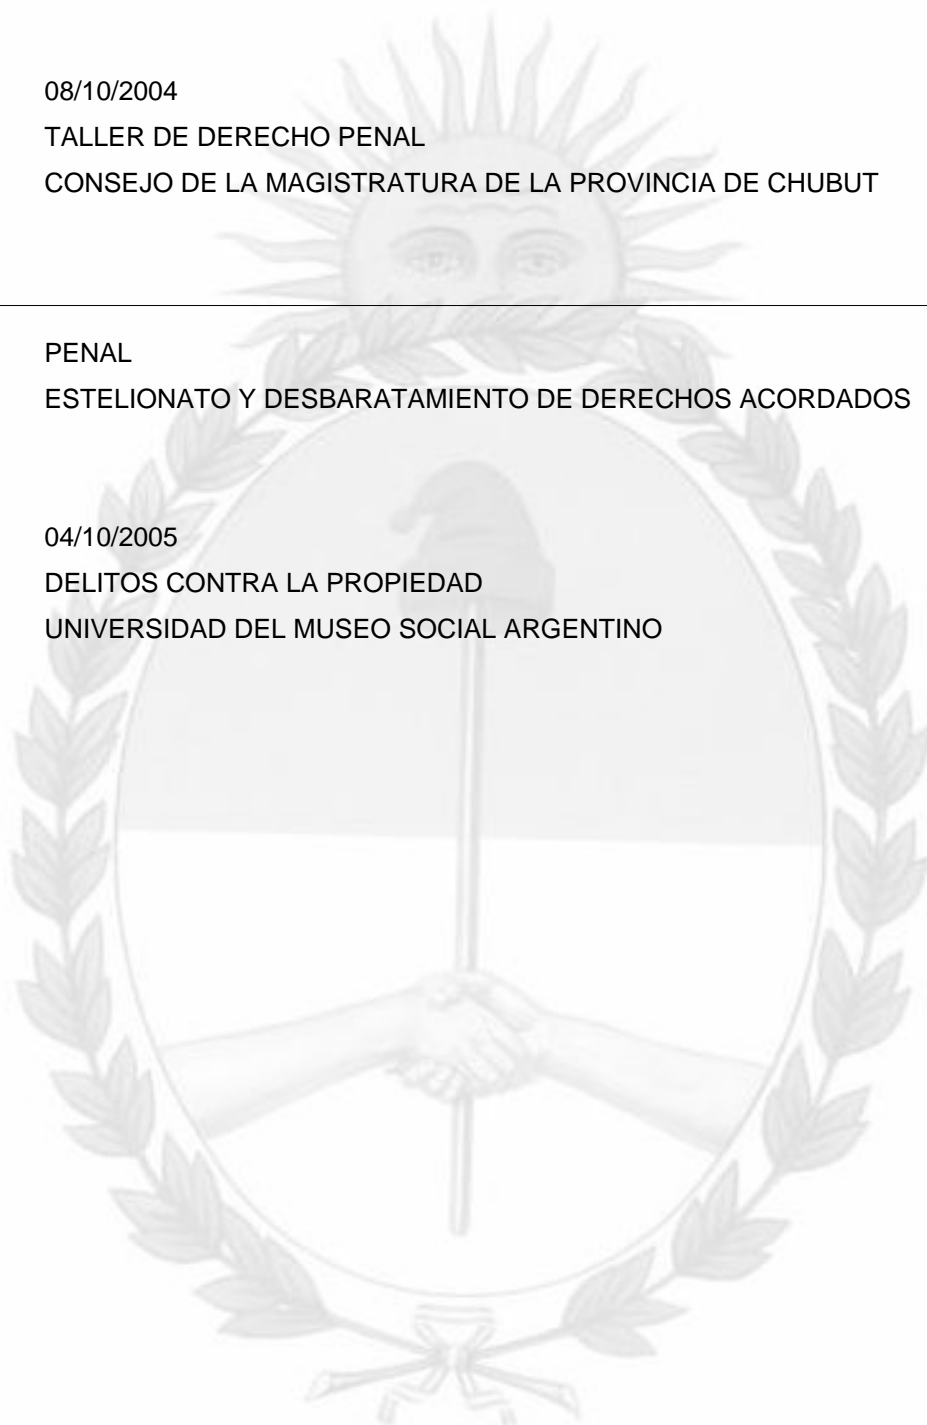 08/10/2004
TALLER DE DERECHO PENAL
CONSEJO DE LA MAGISTRATURA DE LA PROVINCIA DE CHUBUT
PENAL
ESTELIONATO Y DESBARATAMIENTO DE DERECHOS ACORDADOS
04/10/2005
DELITOS CONTRA LA PROPIEDAD
UNIVERSIDAD DEL MUSEO SOCIAL ARGENTINO